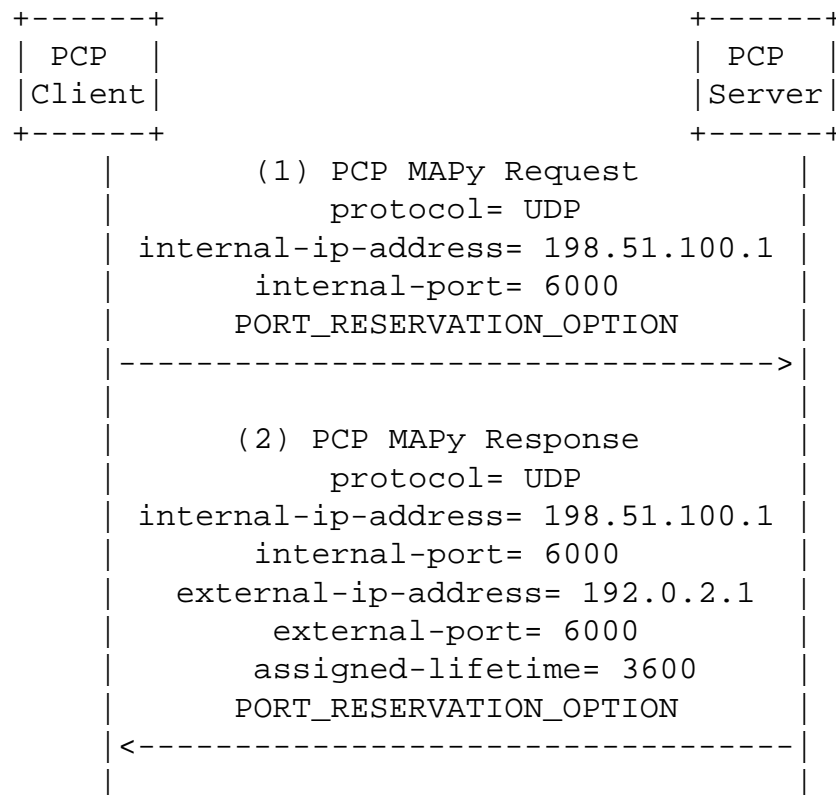 +------+ +------+
| PCP | | PCP |
|Client| |Server|
+------+ +------+
| (1) PCP MAPy Request |
| protocol= UDP |
| internal-ip-address= 198.51.100.1 |
| internal-port= 6000 |
| PORT_RESERVATION_OPTION |
|---------------------------------->|
| |
| (2) PCP MAPy Response |
| protocol= UDP |
| internal-ip-address= 198.51.100.1 |
| internal-port= 6000 |
| external-ip-address= 192.0.2.1 |
| external-port= 6000 |
| assigned-lifetime= 3600 |
| PORT_RESERVATION_OPTION |
|<----------------------------------|
| |